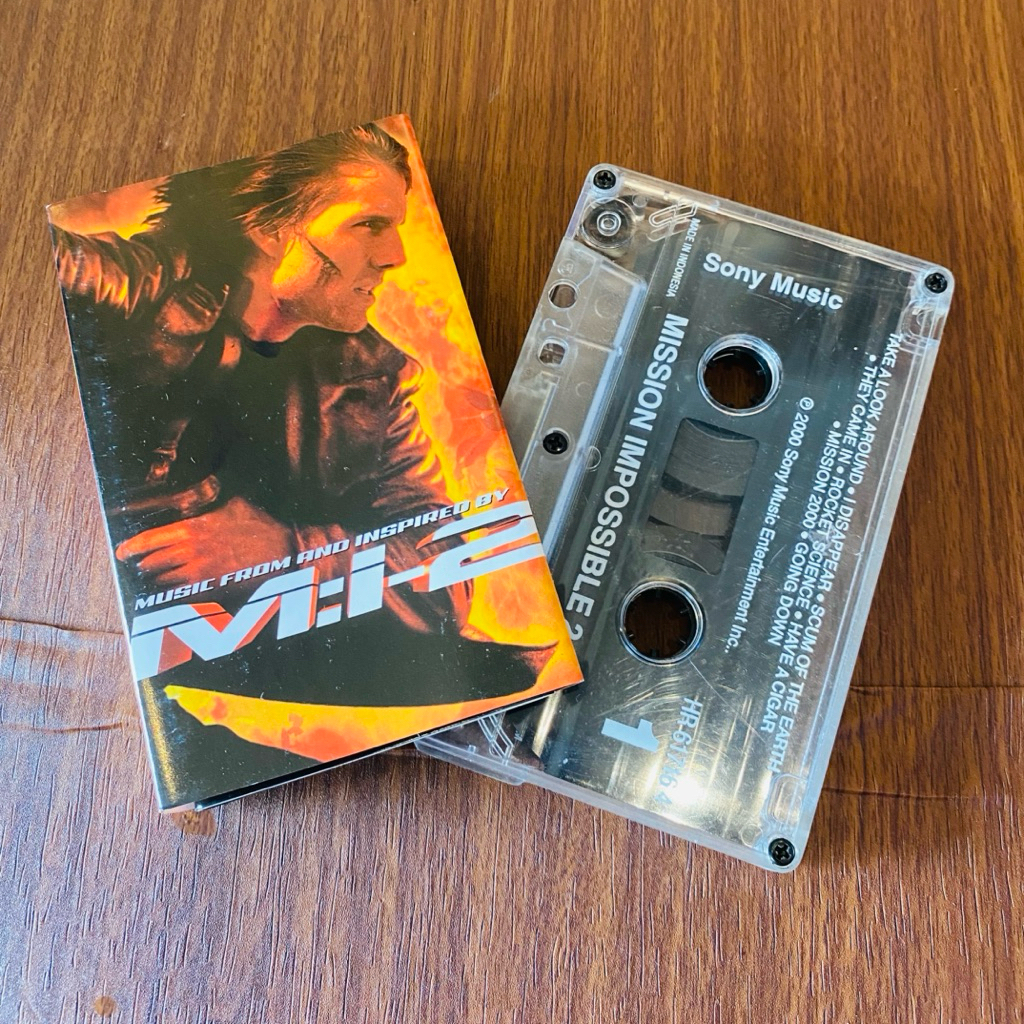 MUSIC FROM AND INSPIRED BY
M:I-2
MADE IN INDONESIA
Sony Music
MISSION IMPOSSIBLE 2
℗ 2000 Sony Music Entertainment Inc..
TAKE A LOOK AROUND • I DISAPPEAR • SCUM OF THE EARTH
• THEY CAME IN • ROCKET SCIENCE • HAVE A CIGAR
• MISSION 2000 • GOING DOWN
1